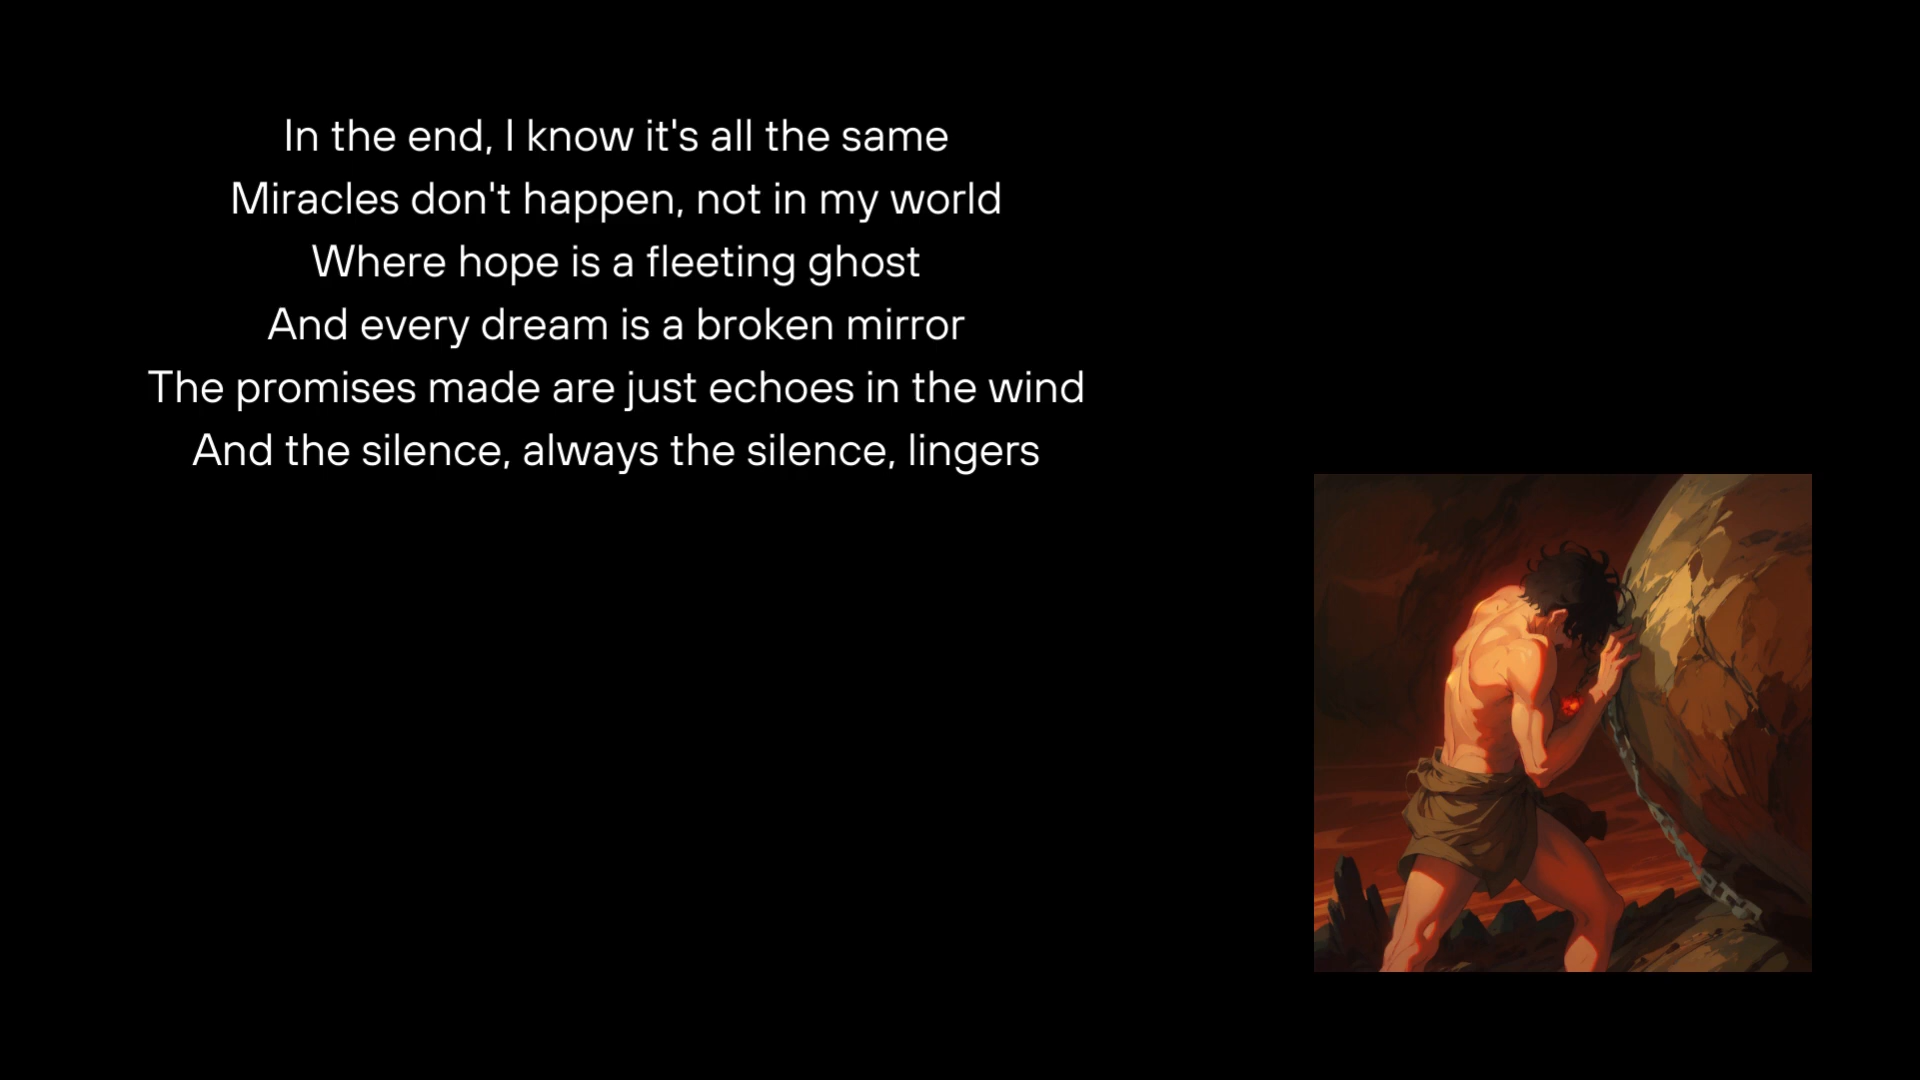 In the end, I know it's all the same
Miracles don't happen, not in my world
Where hope is a fleeting ghost
And every dream is a broken mirror
The promises made are just echoes in the wind
And the silence, always the silence, lingers